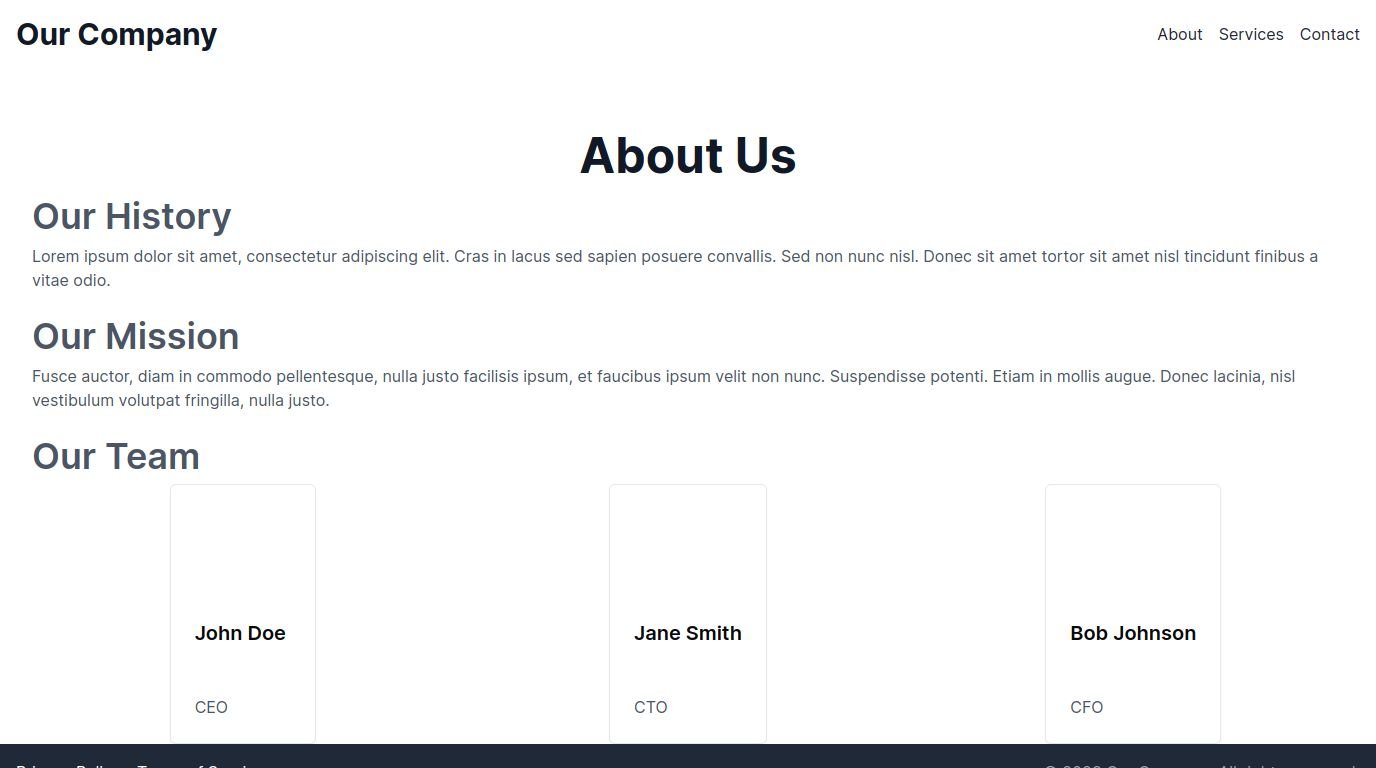 Our Company
About Services Contact
About Us
Our History
Lorem ipsum dolor sit amet, consectetur adipiscing elit. Cras in lacus sed sapien posuere convallis. Sed non nunc nisl. Donec sit amet tortor sit amet nisl tincidunt finibus a
vitae odio.
Our Mission
Fusce auctor, diam in commodo pellentesque, nulla justo facilisis ipsum, et faucibus ipsum velit non nunc. Suspendisse potenti. Etiam in mollis augue. Donec lacinia, nisl
vestibulum volutpat fringilla, nulla justo.
Our Team
John Doe
CEO
Jane Smith
CTO
Bob Johnson
CFO